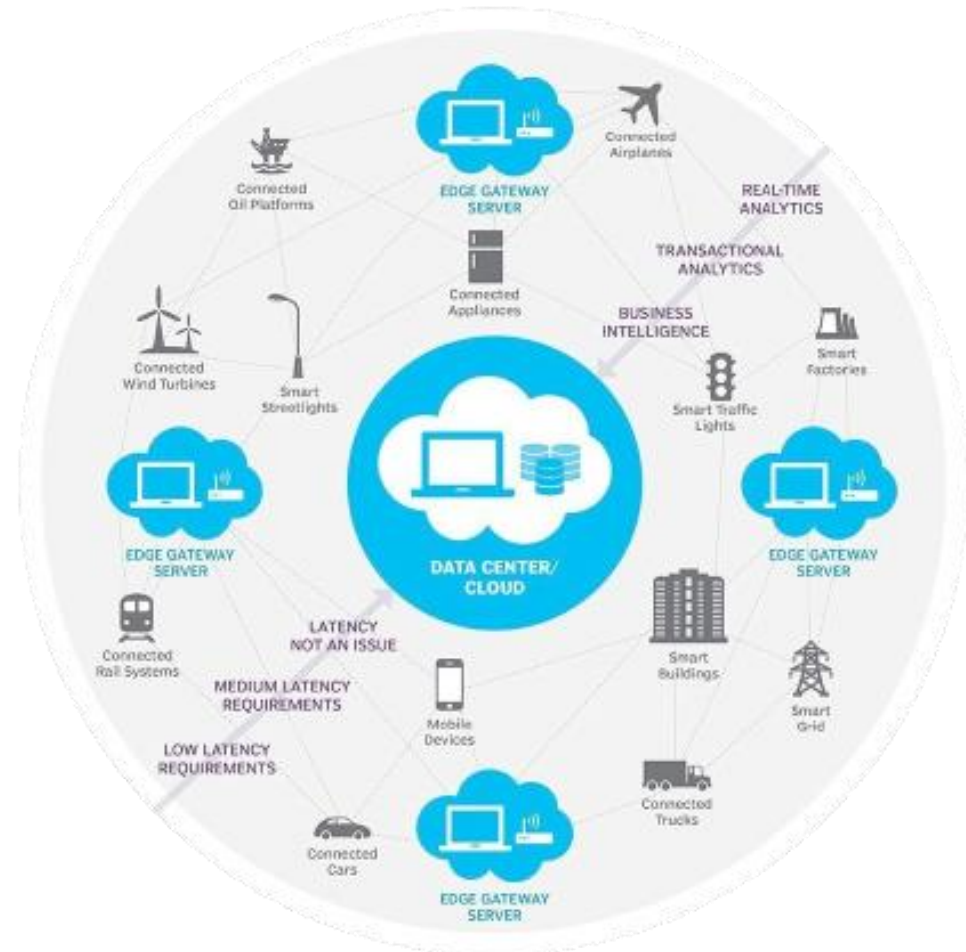 Connected
Airplanes
Connected
Oil Platforms
EDGE GATEWAY
SERVER
REAL-TIME
ANALYTICS
TRANSACTIONAL
ANALYTICS
Connected
Appliances
BUSINESS
INTELLIGENCE
Connected
Wind Turbines
Smart
Streetlights
Smart
Factories
Smart Traffic
Lights
EDGE GATEWAY
SERVER
DATA CENTER/
CLOUD
EDGE GATEWAY
SERVER
LATENCY
NOT AN ISSUE
Connected
Rail Systems
Smart
Buildings
MEDIUM LATENCY
REQUIREMENTS
Mobile
Devices
Smart
Grid
LOW LATENCY
REQUIREMENTS
Connected
Trucks
Connected
Cars
EDGE GATEWAY
SERVER